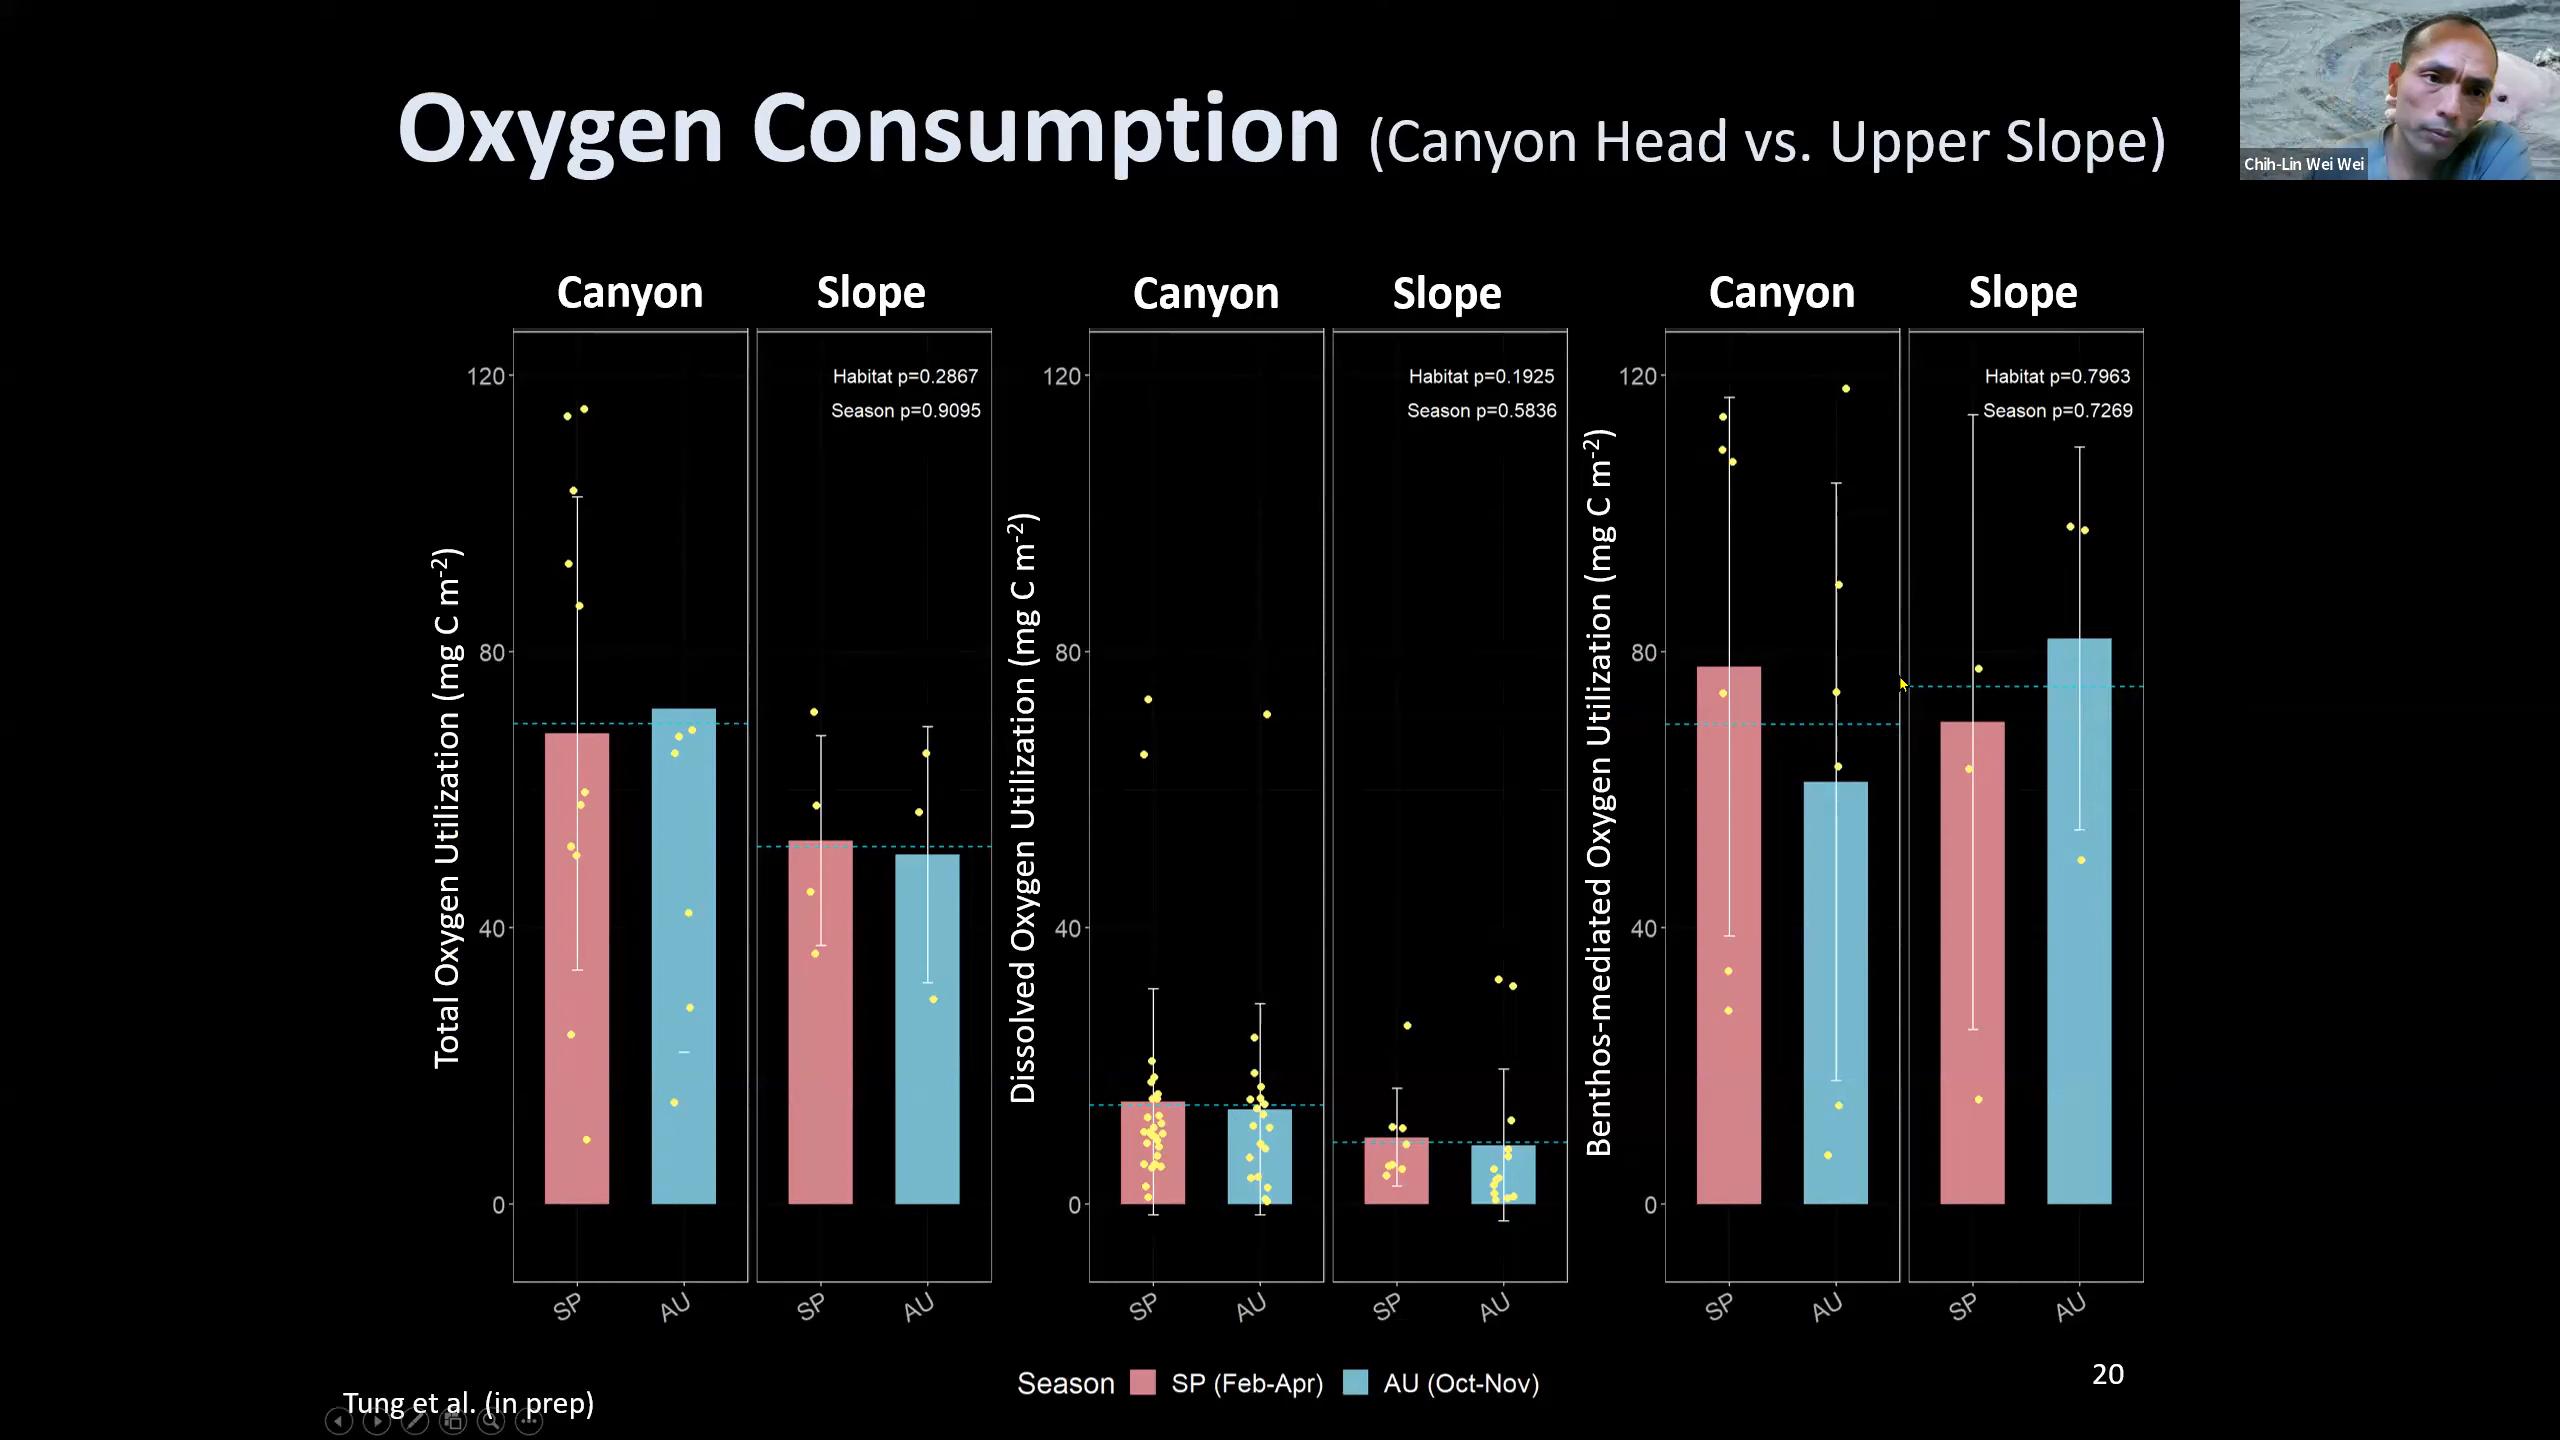 Oxygen Consumption (Canyon Head vs. Upper Slope)
Chih-Lin Wei Wei
Canyon
Slope
Canyon
Slope
Canyon
Slope
Total Oxygen Utilization (mg C m⁻²)
120
80
40
0
Habitat p=0.2867
Season p=0.9095
SP
AU
SP
AU
Dissolved Oxygen Utilization (mg C m⁻²)
120
80
40
0
Habitat p=0.1925
Season p=0.5836
SP
AU
SP
AU
Benthos-mediated Oxygen Utilization (mg C m⁻²)
120
80
40
0
Habitat p=0.7963
Season p=0.7269
SP
AU
SP
AU
Season SP (Feb-Apr) AU (Oct-Nov)
20
Tung et al. (in prep)